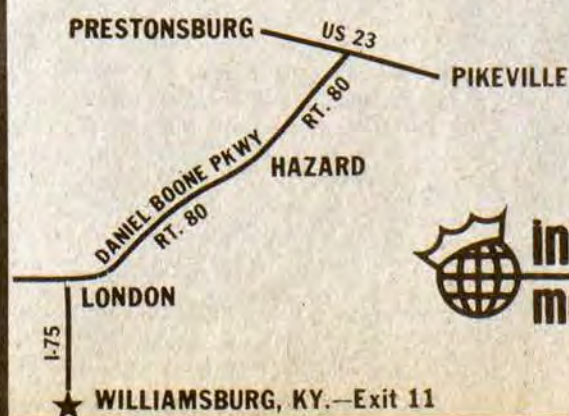 PRESTONSBURG
US 23
PIKEVILLE
RT. 80
HAZARD
DANIEL BOONE PKWY
RT. 80
LONDON
I-75
WILLIAMSBURG, KY.—Exit 11